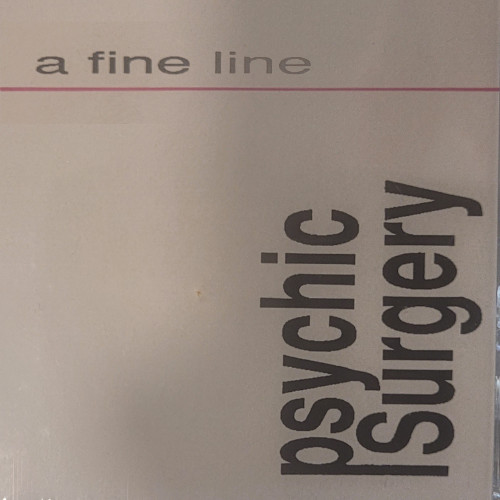 a fine line
psychic
Surgery